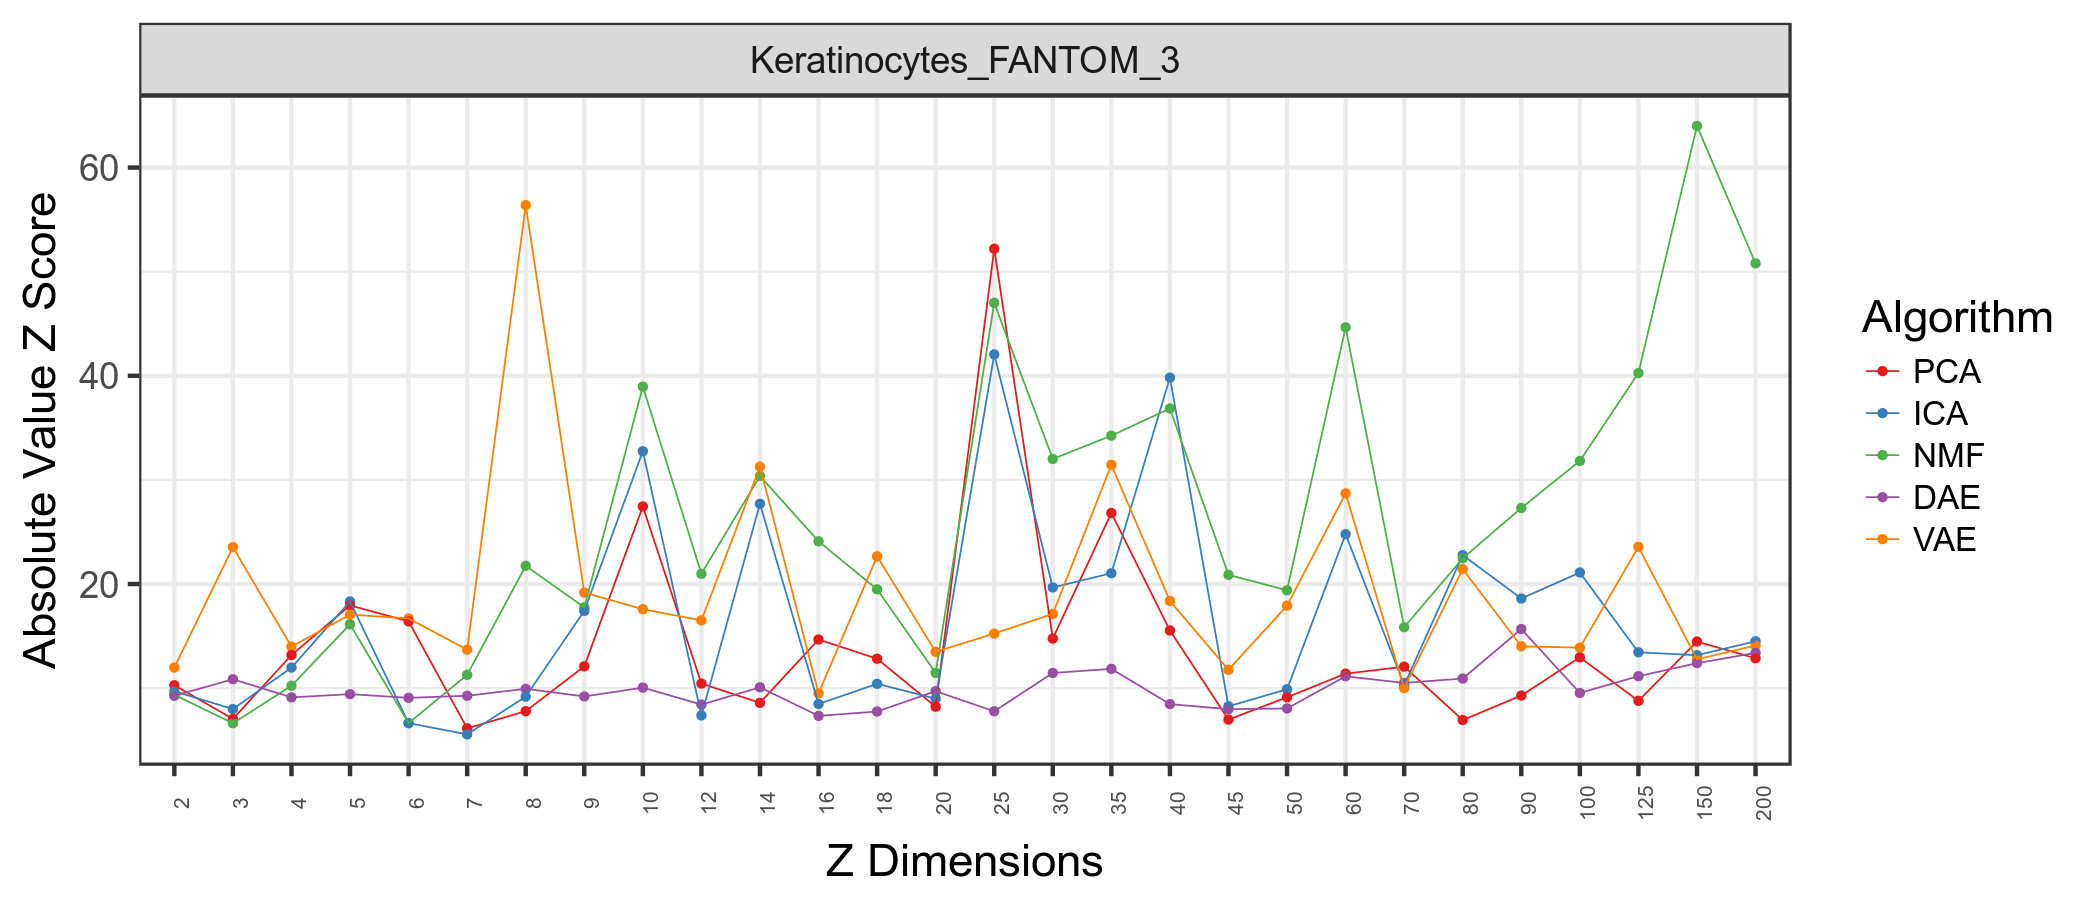 Keratinocytes_FANTOM_3
Absolute Value Z Score
60
40
20
2 3 4 5 6 7 8 9 10 12 14 16 18 20 25 30 35 40 45 50 60 70 80 90 100 125 150 200
Z Dimensions
Algorithm
PCA
ICA
NMF
DAE
VAE